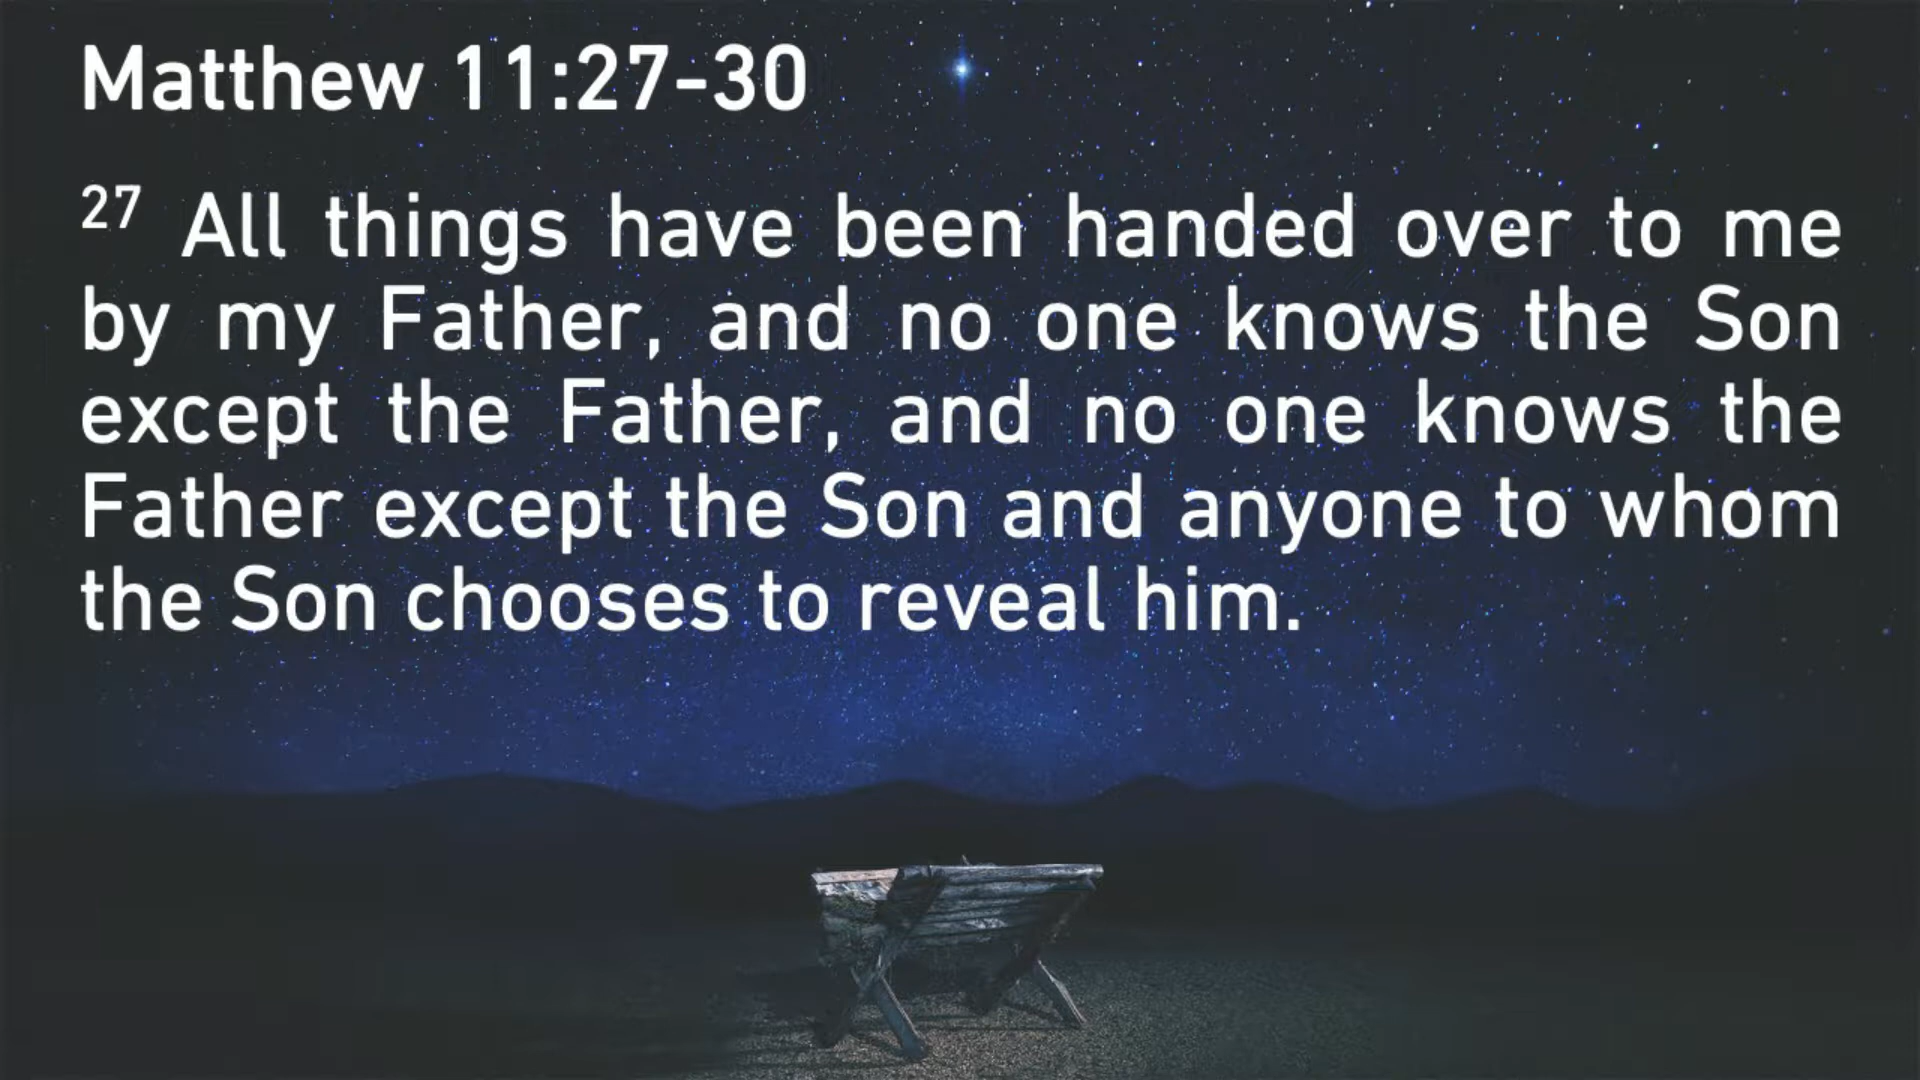 Matthew 11:27-30
27 All things have been handed over to me
by my Father, and no one knows the Son
except the Father, and no one knows the
Father except the Son and anyone to whom
the Son chooses to reveal him.